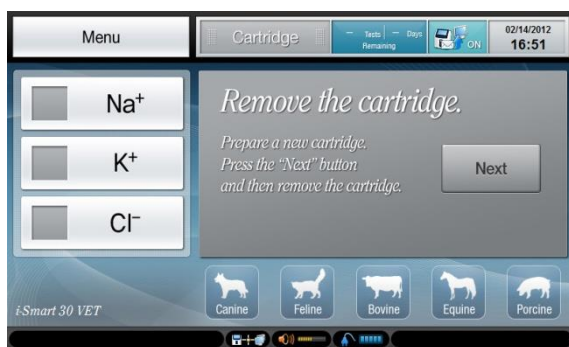 Menu
Cartridge
– Tests – Days
Remaining
ON
02/14/2012
16:51
Na⁺
K⁺
Cl⁻
Remove the cartridge.
Prepare a new cartridge.
Press the “Next” button
and then remove the cartridge.
Next
i-Smart 30 VET
Canine
Feline
Bovine
Equine
Porcine